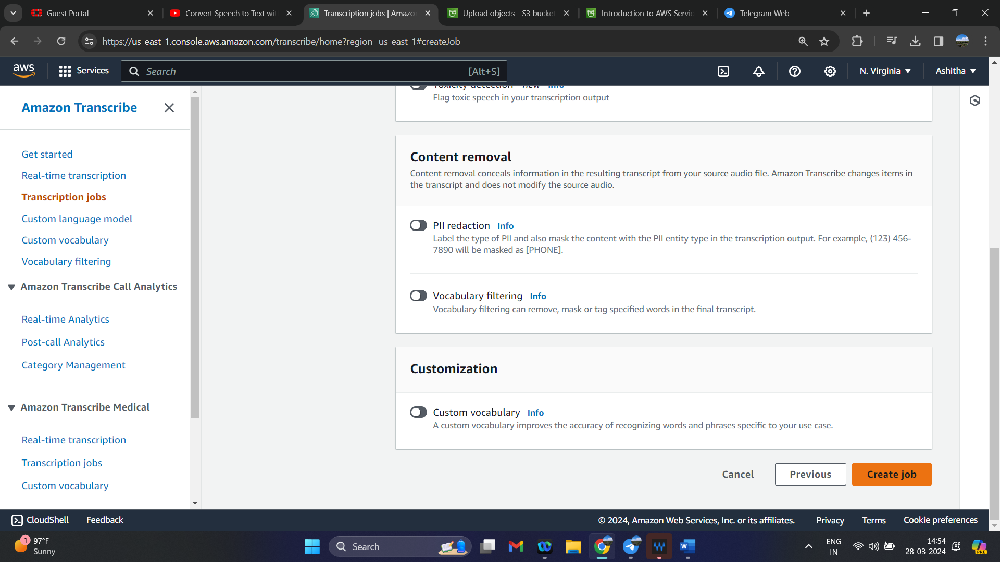 Guest Portal
Convert Speech to Text wit
Transcription jobs | Amazo
Upload objects - S3 bucket
Introduction to AWS Servic
Telegram Web
https://us-east-1.console.aws.amazon.com/transcribe/home?region=us-east-1#createJob
aws
Services
Search
[Alt+S]
N. Virginia
Ashitha
Amazon Transcribe
Get started
Real-time transcription
Transcription jobs
Custom language model
Custom vocabulary
Vocabulary filtering
Amazon Transcribe Call Analytics
Real-time Analytics
Post-call Analytics
Category Management
Amazon Transcribe Medical
Real-time transcription
Transcription jobs
Custom vocabulary
Toxicity detection new Info
Flag toxic speech in your transcription output
Content removal
Content removal conceals information in the resulting transcript from your source audio file. Amazon Transcribe changes items in
the transcript and does not modify the source audio.
PII redaction Info
Label the type of PII and also mask the content with the PII entity type in the transcription output. For example, (123) 456-
7890 will be masked as [PHONE].
Vocabulary filtering Info
Vocabulary filtering can remove, mask or tag specified words in the final transcript.
Customization
Custom vocabulary Info
A custom vocabulary improves the accuracy of recognizing words and phrases specific to your use case.
Cancel
Previous
Create job
CloudShell
Feedback
© 2024, Amazon Web Services, Inc. or its affiliates.
Privacy
Terms
Cookie preferences
1
97°F
Sunny
Search
ENG
IN
14:54
28-03-2024
PRE